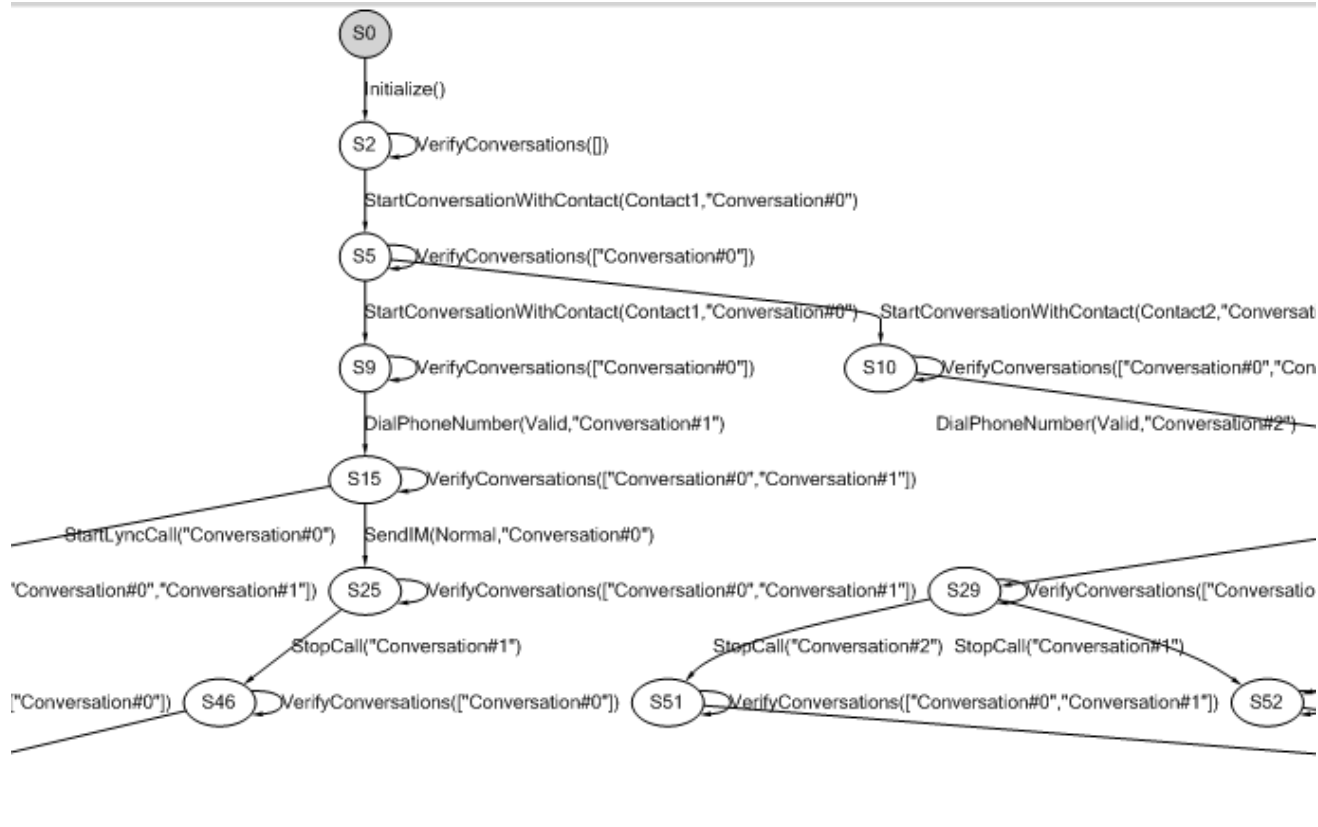 S0
Initialize()
S2
VerifyConversations([])
StartConversationWithContact(Contact1,"Conversation#0")
S5
VerifyConversations(["Conversation#0"])
StartConversationWithContact(Contact1,"Conversation#0")
StartConversationWithContact(Contact2,"Conversati
S9
VerifyConversations(["Conversation#0"])
S10
VerifyConversations(["Conversation#0","Con
DialPhoneNumber(Valid,"Conversation#1")
DialPhoneNumber(Valid,"Conversation#2")
S15
VerifyConversations(["Conversation#0","Conversation#1"])
StartLyncCall("Conversation#0")
SendIM(Normal,"Conversation#0")
"Conversation#0","Conversation#1"])
S25
VerifyConversations(["Conversation#0","Conversation#1"])
S29
VerifyConversations(["Conversatio
StopCall("Conversation#1")
StopCall("Conversation#2")
StopCall("Conversation#1")
["Conversation#0"])
S46
VerifyConversations(["Conversation#0"])
S51
VerifyConversations(["Conversation#0","Conversation#1"])
S52